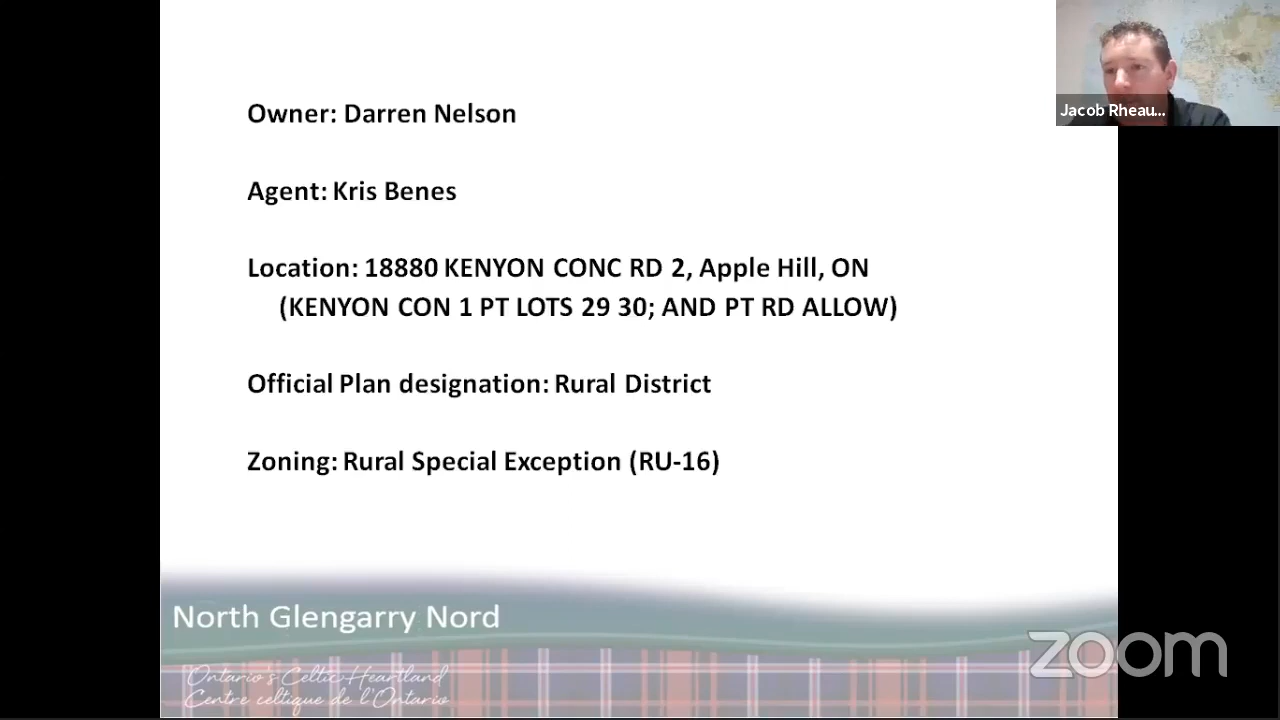 Owner: Darren Nelson
Jacob Rheau...
Agent: Kris Benes
Location: 18880 KENYON CONC RD 2, Apple Hill, ON
(KENYON CON 1 PT LOTS 29 30; AND PT RD ALLOW)
Official Plan designation: Rural District
Zoning: Rural Special Exception (RU-16)
North Glengarry Nord
Ontario's Celtic Heartland
Centre celtique de l'Ontario
zoom